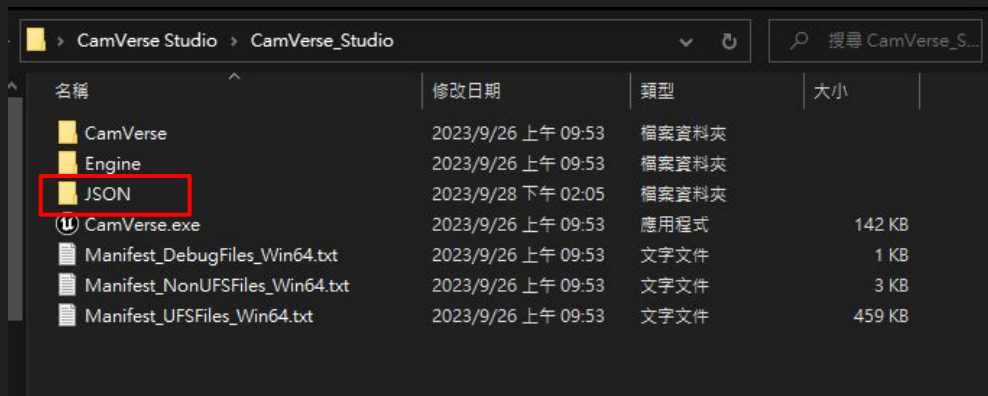 CamVerse Studio > CamVerse_Studio 搜尋 CamVerse_S...
名稱 修改日期 類型 大小
CamVerse 2023/9/26 上午 09:53 檔案資料夾
Engine 2023/9/26 上午 09:53 檔案資料夾
JSON 2023/9/28 下午 02:05 檔案資料夾
CamVerse.exe 2023/9/26 上午 09:53 應用程式 142 KB
Manifest_DebugFiles_Win64.txt 2023/9/26 上午 09:53 文字文件 1 KB
Manifest_NonUFSFiles_Win64.txt 2023/9/26 上午 09:53 文字文件 3 KB
Manifest_UFSFiles_Win64.txt 2023/9/26 上午 09:53 文字文件 459 KB